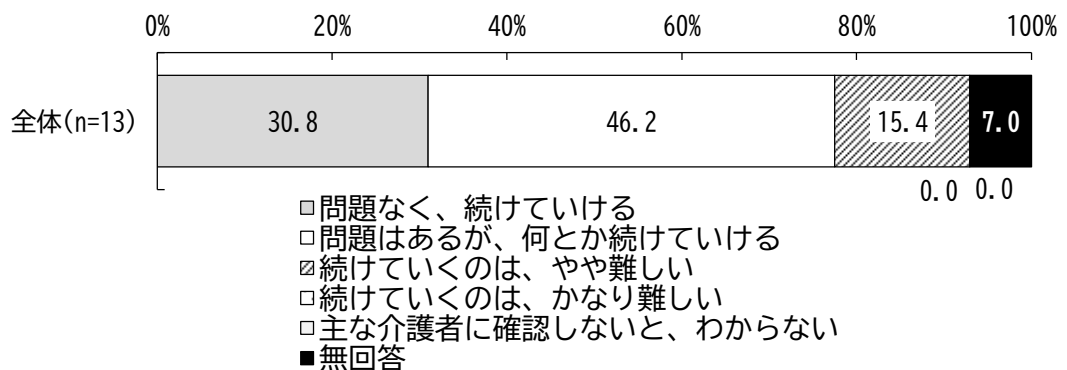 0% 20% 40% 60% 80% 100%
全体(n=13) 30.8 46.2 15.4 7.0
0.0 0.0
問題なく、続けていける
問題はあるが、何とか続けていける
続けていくのは、やや難しい
続けていくのは、かなり難しい
主な介護者に確認しないと、わからない
無回答